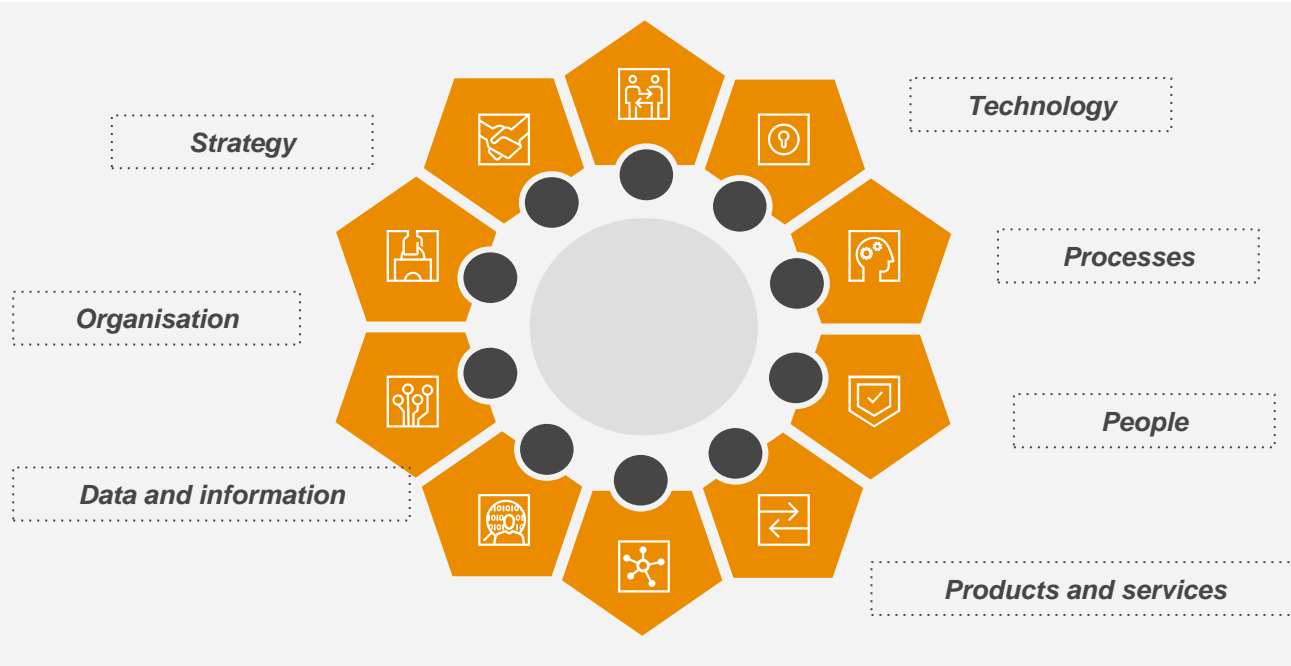 Technology
Strategy
Processes
Organisation
People
Data and information
Products and services